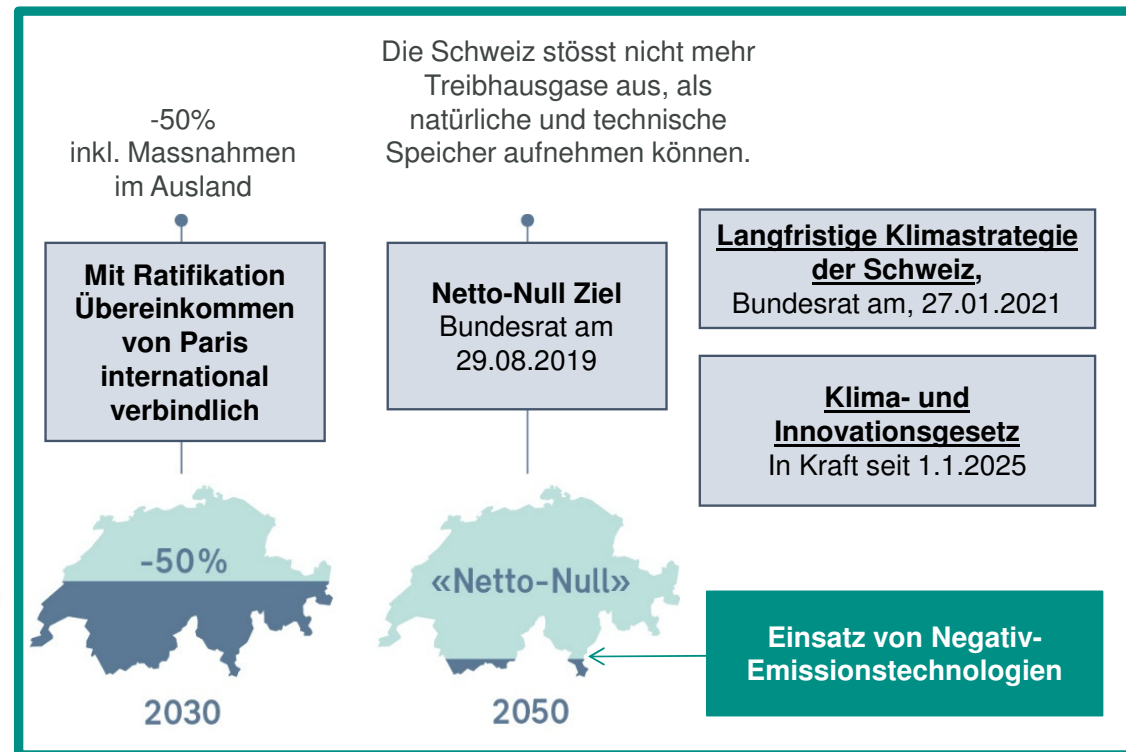 -50%
inkl. Massnahmen
im Ausland
Mit Ratifikation
Übereinkommen
von Paris
international
verbindlich
-50%
2030
Die Schweiz stösst nicht mehr
Treibhausgase aus, als
natürliche und technische
Speicher aufnehmen können.
Netto-Null Ziel
Bundesrat am
29.08.2019
«Netto-Null»
2050
Langfristige Klimastrategie
der Schweiz,
Bundesrat am, 27.01.2021
Klima- und
Innovationsgesetz
In Kraft seit 1.1.2025
Einsatz von Negativ-
Emissionstechnologien